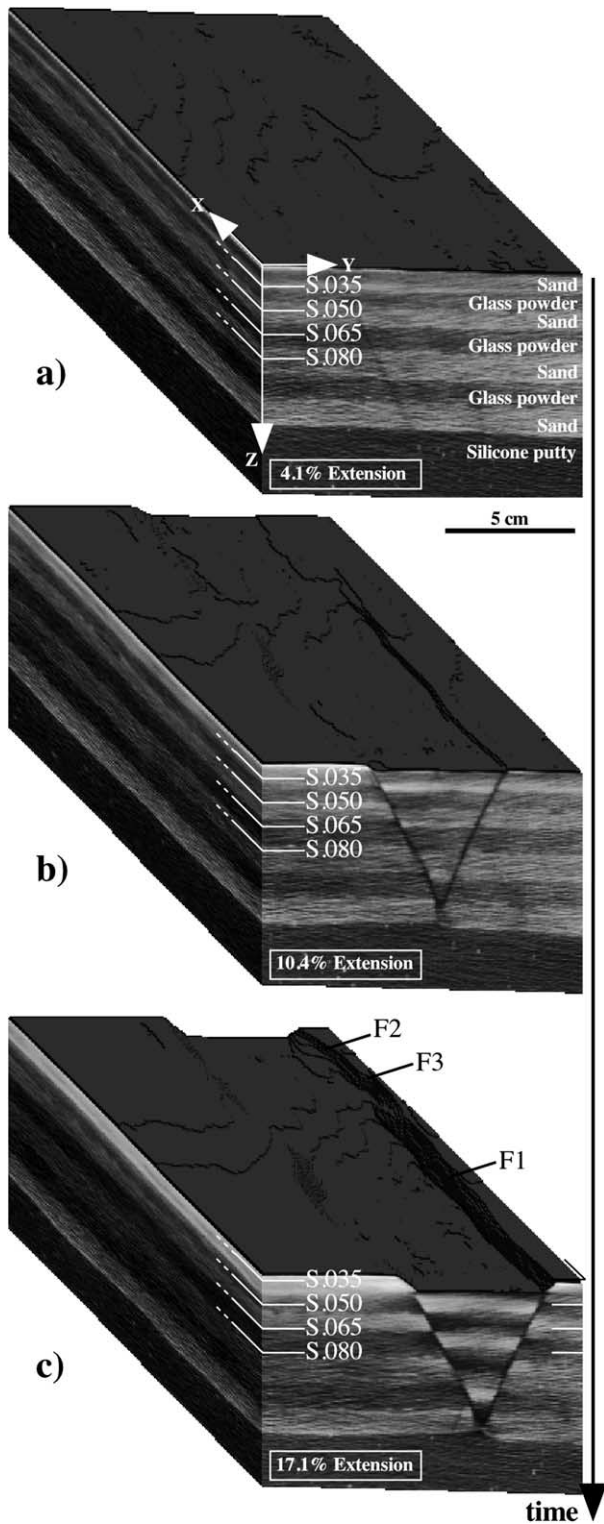 X
Y
S.035
S.050
S.065
S.080
Sand
Glass powder
Sand
Glass powder
Sand
Glass powder
Sand
Silicone putty
a)
Z
4.1% Extension
5 cm
S.035
S.050
S.065
S.080
b)
10.4% Extension
F2
F3
F1
S.035
S.050
S.065
S.080
c)
17.1% Extension
time